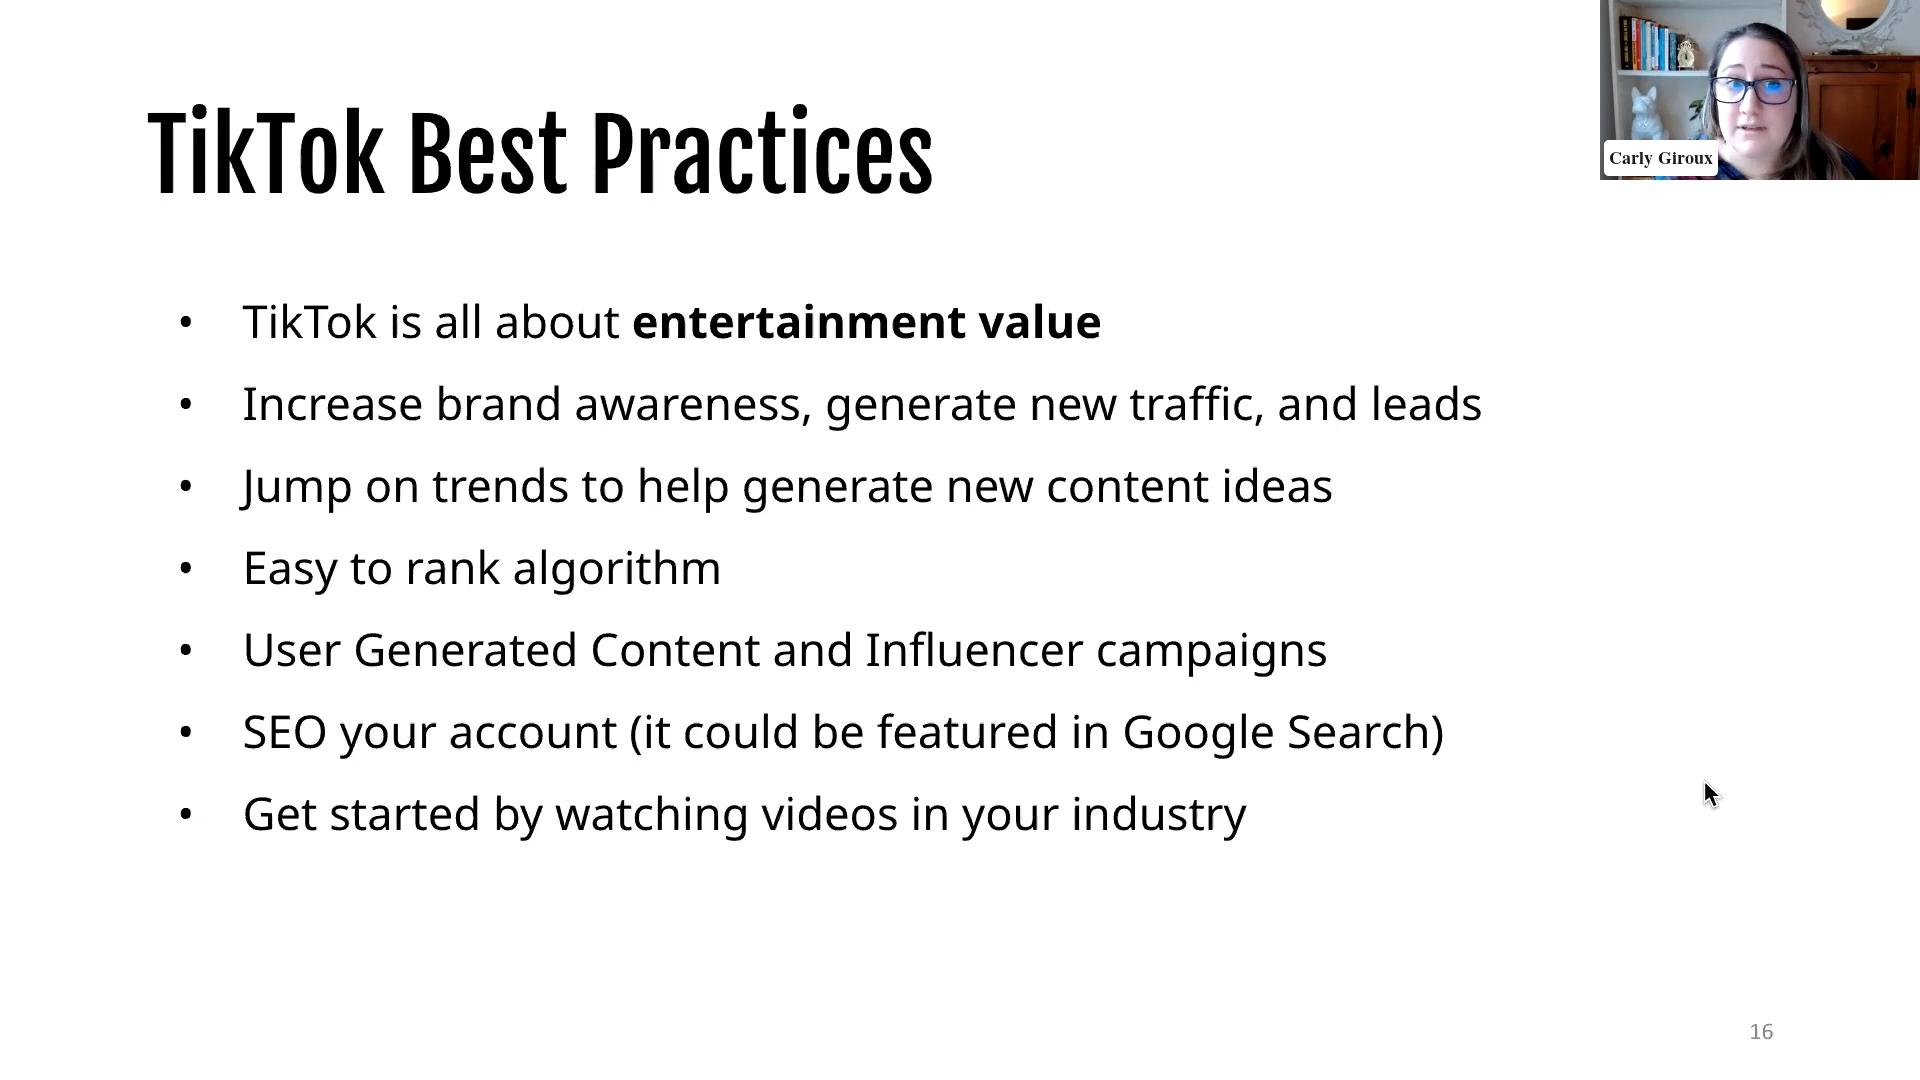 TikTok Best Practices
Carly Giroux
• TikTok is all about entertainment value
• Increase brand awareness, generate new traffic, and leads
• Jump on trends to help generate new content ideas
• Easy to rank algorithm
• User Generated Content and Influencer campaigns
• SEO your account (it could be featured in Google Search)
• Get started by watching videos in your industry
16